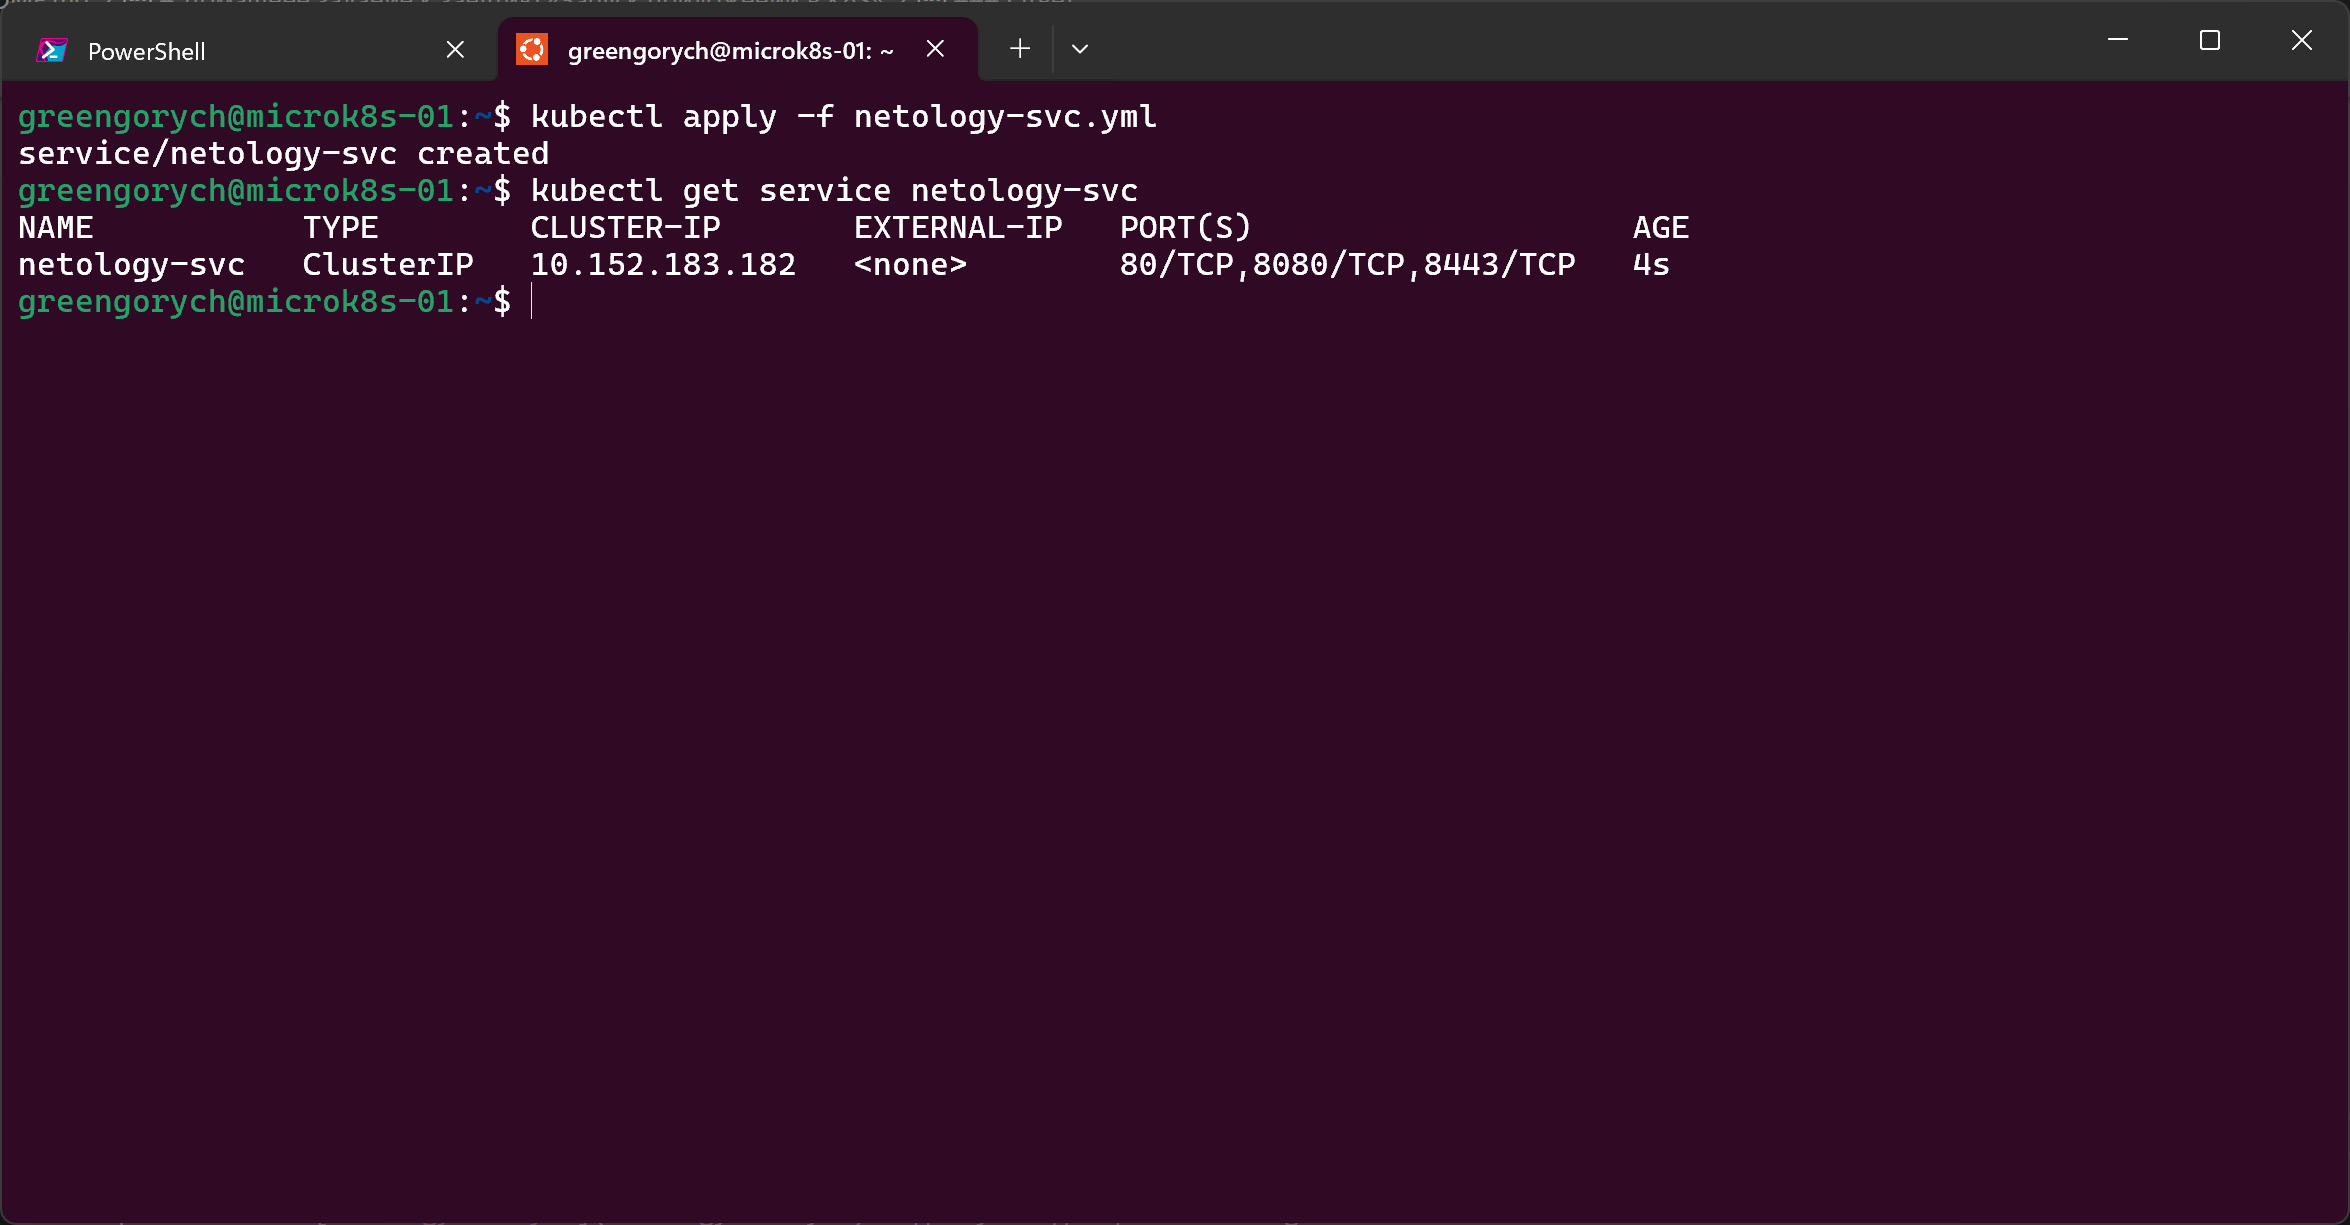 PowerShell
greengorych@microk8s-01: ~
greengorych@microk8s-01:~$ kubectl apply -f netology-svc.yml
service/netology-svc created
greengorych@microk8s-01:~$ kubectl get service netology-svc
NAME           TYPE        CLUSTER-IP       EXTERNAL-IP   PORT(S)                    AGE
netology-svc   ClusterIP   10.152.183.182   <none>        80/TCP,8080/TCP,8443/TCP   4s
greengorych@microk8s-01:~$